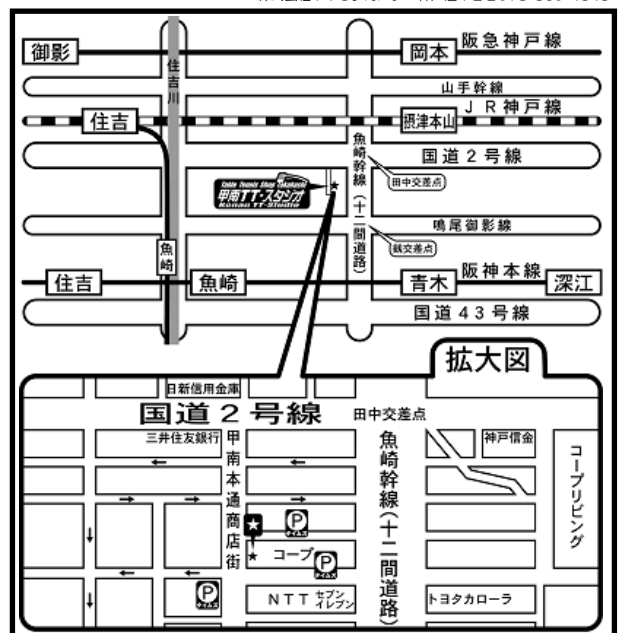 御影
岡本
阪急神戸線
住吉川
山手幹線
JR神戸線
住吉
摂津本山
魚崎幹線(十二間道路)
国道2号線
田中交差点
Table Tennis Shop Takahashi
甲南TT・スタジオ
Konan TT-Studio
鳴尾御影線
魚崎
住吉
魚崎
青木
阪神本線
深江
国道43号線
拡大図
日新信用金庫
国道2号線
田中交差点
三井住友銀行
甲南本通商店街
魚崎幹線(十二間道路)
神戸信金
コープリビング
P
タイムズ
コープ
P
タイムズ
P
タイムズ
NTT
セブン
イレブン
トヨタカローラ